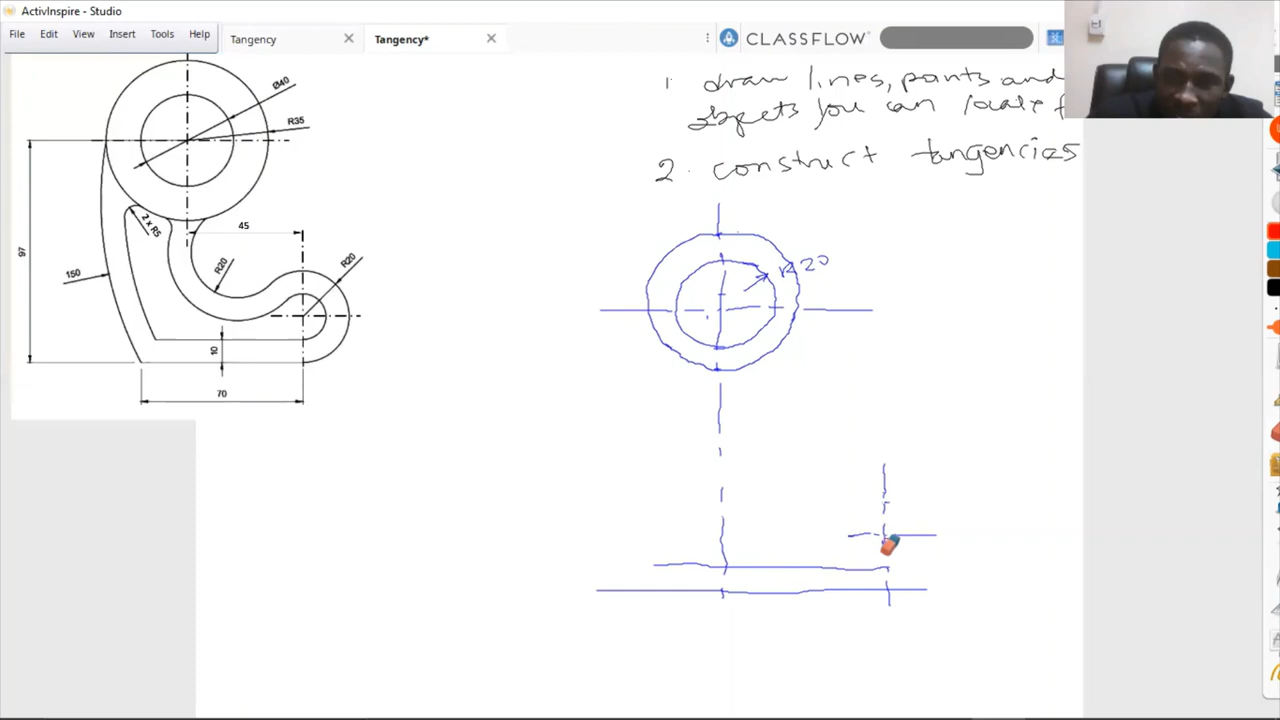 ActivInspire - Studio
File Edit View Insert Tools Help
Tangency
Tangency*
CLASSFLOW
Ø40
R35
2 x R5
45
97
150
R20
R20
10
70
1 draw lines, points and
objects you can locate f
2. construct tangencies
R20